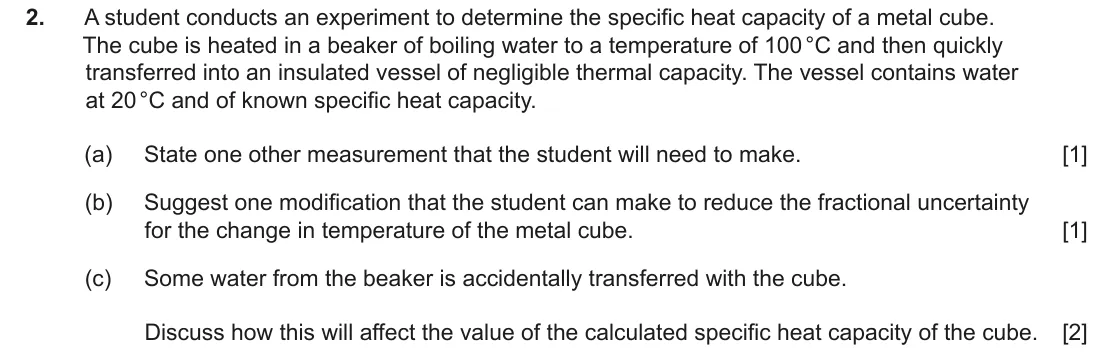 2. A student conducts an experiment to determine the specific heat capacity of a metal cube.
The cube is heated in a beaker of boiling water to a temperature of 100 °C and then quickly
transferred into an insulated vessel of negligible thermal capacity. The vessel contains water
at 20 °C and of known specific heat capacity.
(a) State one other measurement that the student will need to make. [1]
(b) Suggest one modification that the student can make to reduce the fractional uncertainty
for the change in temperature of the metal cube. [1]
(c) Some water from the beaker is accidentally transferred with the cube.
Discuss how this will affect the value of the calculated specific heat capacity of the cube. [2]